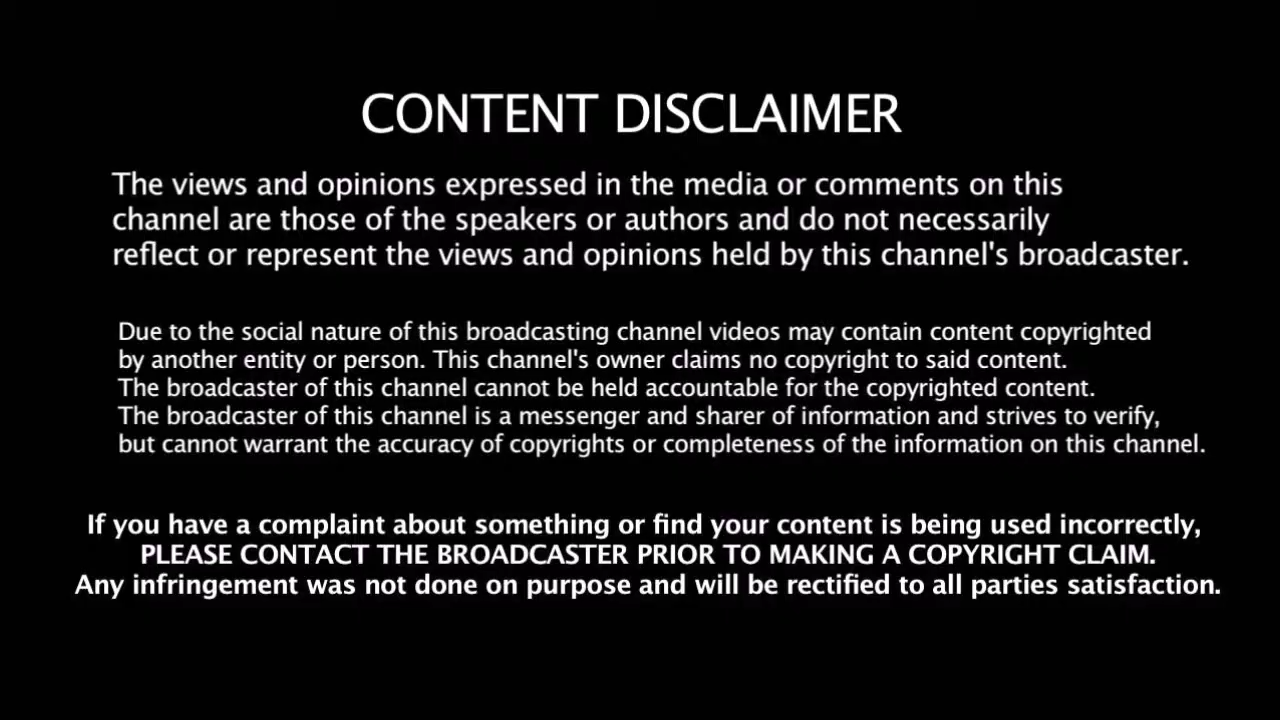 CONTENT DISCLAIMER
The views and opinions expressed in the media or comments on this
channel are those of the speakers or authors and do not necessarily
reflect or represent the views and opinions held by this channel's broadcaster.
Due to the social nature of this broadcasting channel videos may contain content copyrighted
by another entity or person. This channel's owner claims no copyright to said content.
The broadcaster of this channel cannot be held accountable for the copyrighted content.
The broadcaster of this channel is a messenger and sharer of information and strives to verify,
but cannot warrant the accuracy of copyrights or completeness of the information on this channel.
If you have a complaint about something or find your content is being used incorrectly,
PLEASE CONTACT THE BROADCASTER PRIOR TO MAKING A COPYRIGHT CLAIM.
Any infringement was not done on purpose and will be rectified to all parties satisfaction.